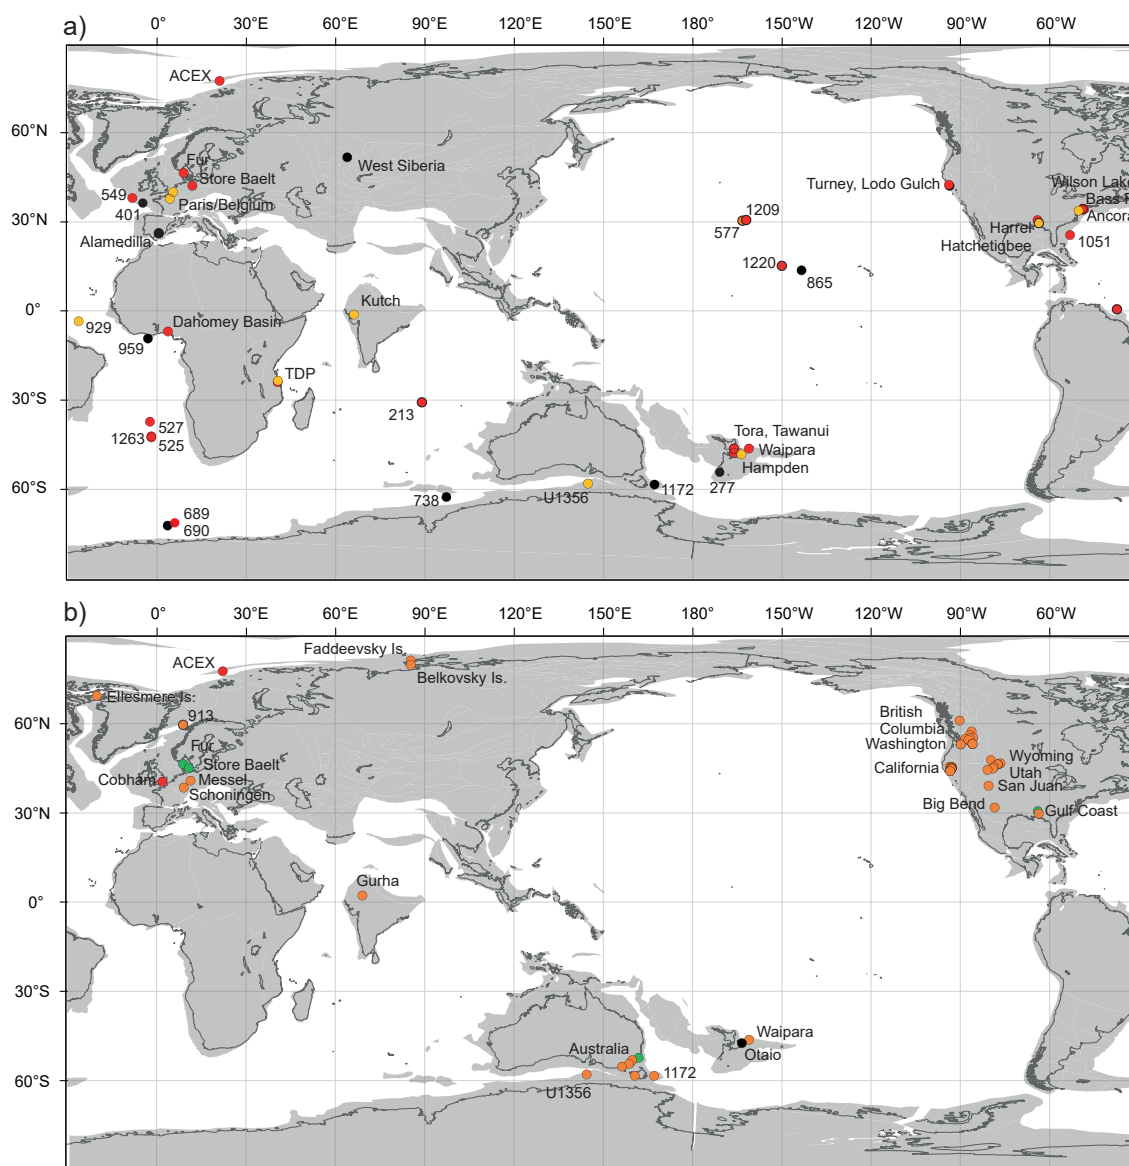 a)
0° 30°E 60°E 90°E 120°E 150°E 180° 150°W 120°W 90°W 60°W
ACEX
60°N
Fur
West Siberia
Store Baelt
Turney, Lodo Gulch
Wilson Lake
549
Paris/Belgium
401
1209
Bass R
Ancora
30°N
577
Harrel
Hatchetigbee
1051
Alamedilla
1220
865
Kutch
0°
929
Dahomey Basin
959
TDP
30°S
213
527
1263
525
Tora, Tawanui
Waipara
Hampden
277
1172
U1356
738
60°S
689
690
b)
0° 30°E 60°E 90°E 120°E 150°E 180° 150°W 120°W 90°W 60°W
Faddeevsky Is.
ACEX
Belkovsky Is.
Ellesmere Is.
913
60°N
British
Columbia
Washington
Fur
Store Baelt
Wyoming
Utah
California
Cobham
Messel
Schoningen
San Juan
Big Bend
Gulf Coast
30°N
Gurha
0°
30°S
Waipara
Australia
Otaio
1172
60°S
U1356